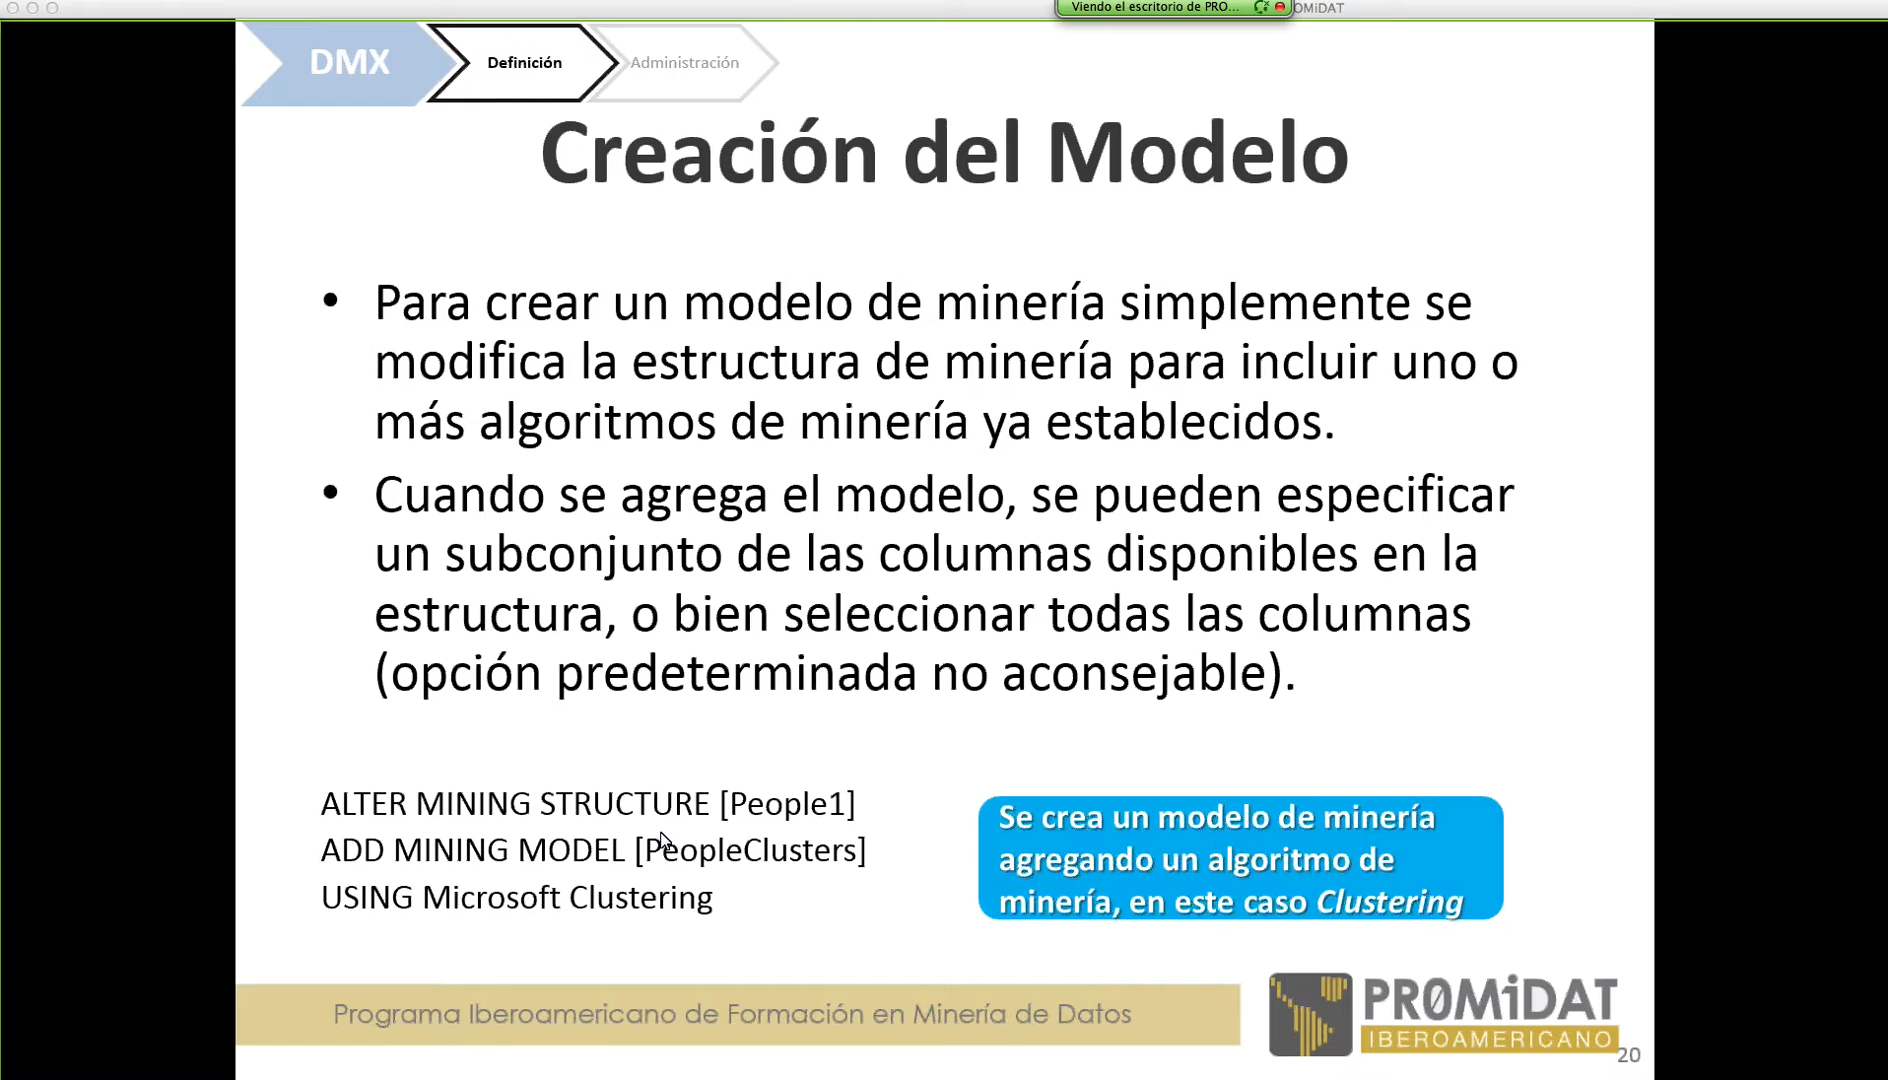 Viendo el escritorio de PRO...
OMiDAT
DMX
Definición
Administración
Creación del Modelo
• Para crear un modelo de minería simplemente se
modifica la estructura de minería para incluir uno o
más algoritmos de minería ya establecidos.
• Cuando se agrega el modelo, se pueden especificar
un subconjunto de las columnas disponibles en la
estructura, o bien seleccionar todas las columnas
(opción predeterminada no aconsejable).
ALTER MINING STRUCTURE [People1]
ADD MINING MODEL [PeopleClusters]
USING Microsoft Clustering
Se crea un modelo de minería
agregando un algoritmo de
minería, en este caso Clustering
Programa Iberoamericano de Formación en Minería de Datos
PR0MiDAT
IBEROAMERICANO
20